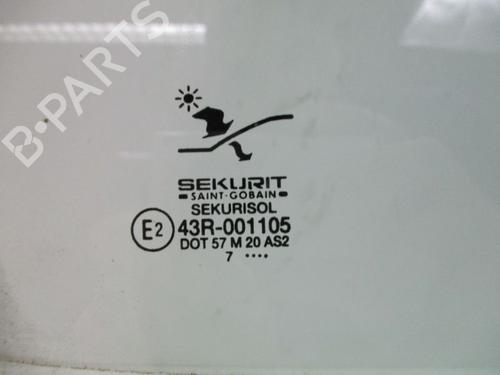 B-PARTS
SEKURIT
SAINT-GOBAIN
SEKURISOL
E2 43R-001105
DOT 57 M 20 AS2
7 ....